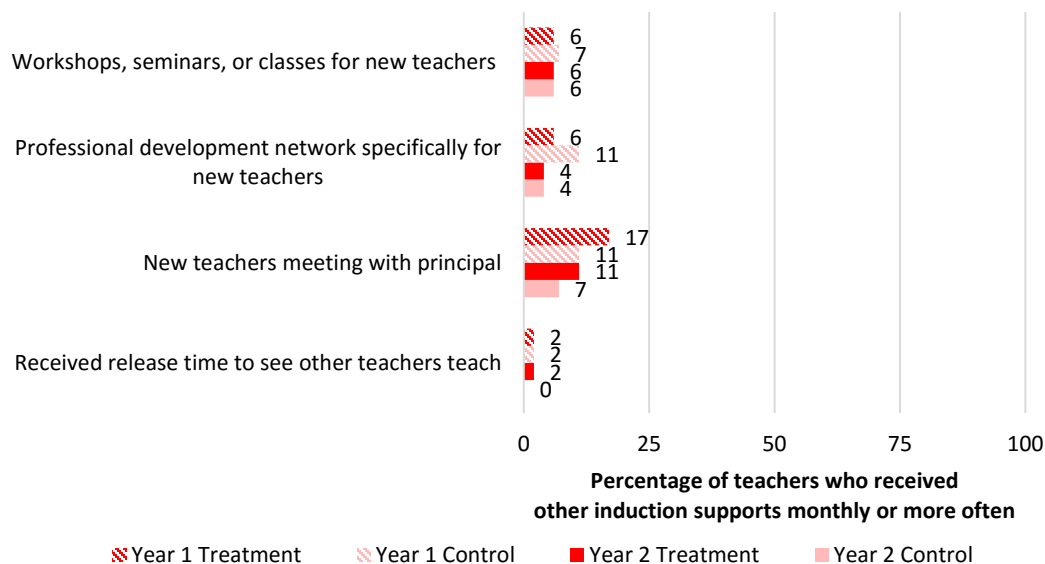 Workshops, seminars, or classes for new teachers
6
7
6
6
Professional development network specifically for
new teachers
6
11
4
4
New teachers meeting with principal
17
11
11
7
Received release time to see other teachers teach
2
2
2
0
0 25 50 75 100
Percentage of teachers who received
other induction supports monthly or more often
Year 1 Treatment Year 1 Control Year 2 Treatment Year 2 Control